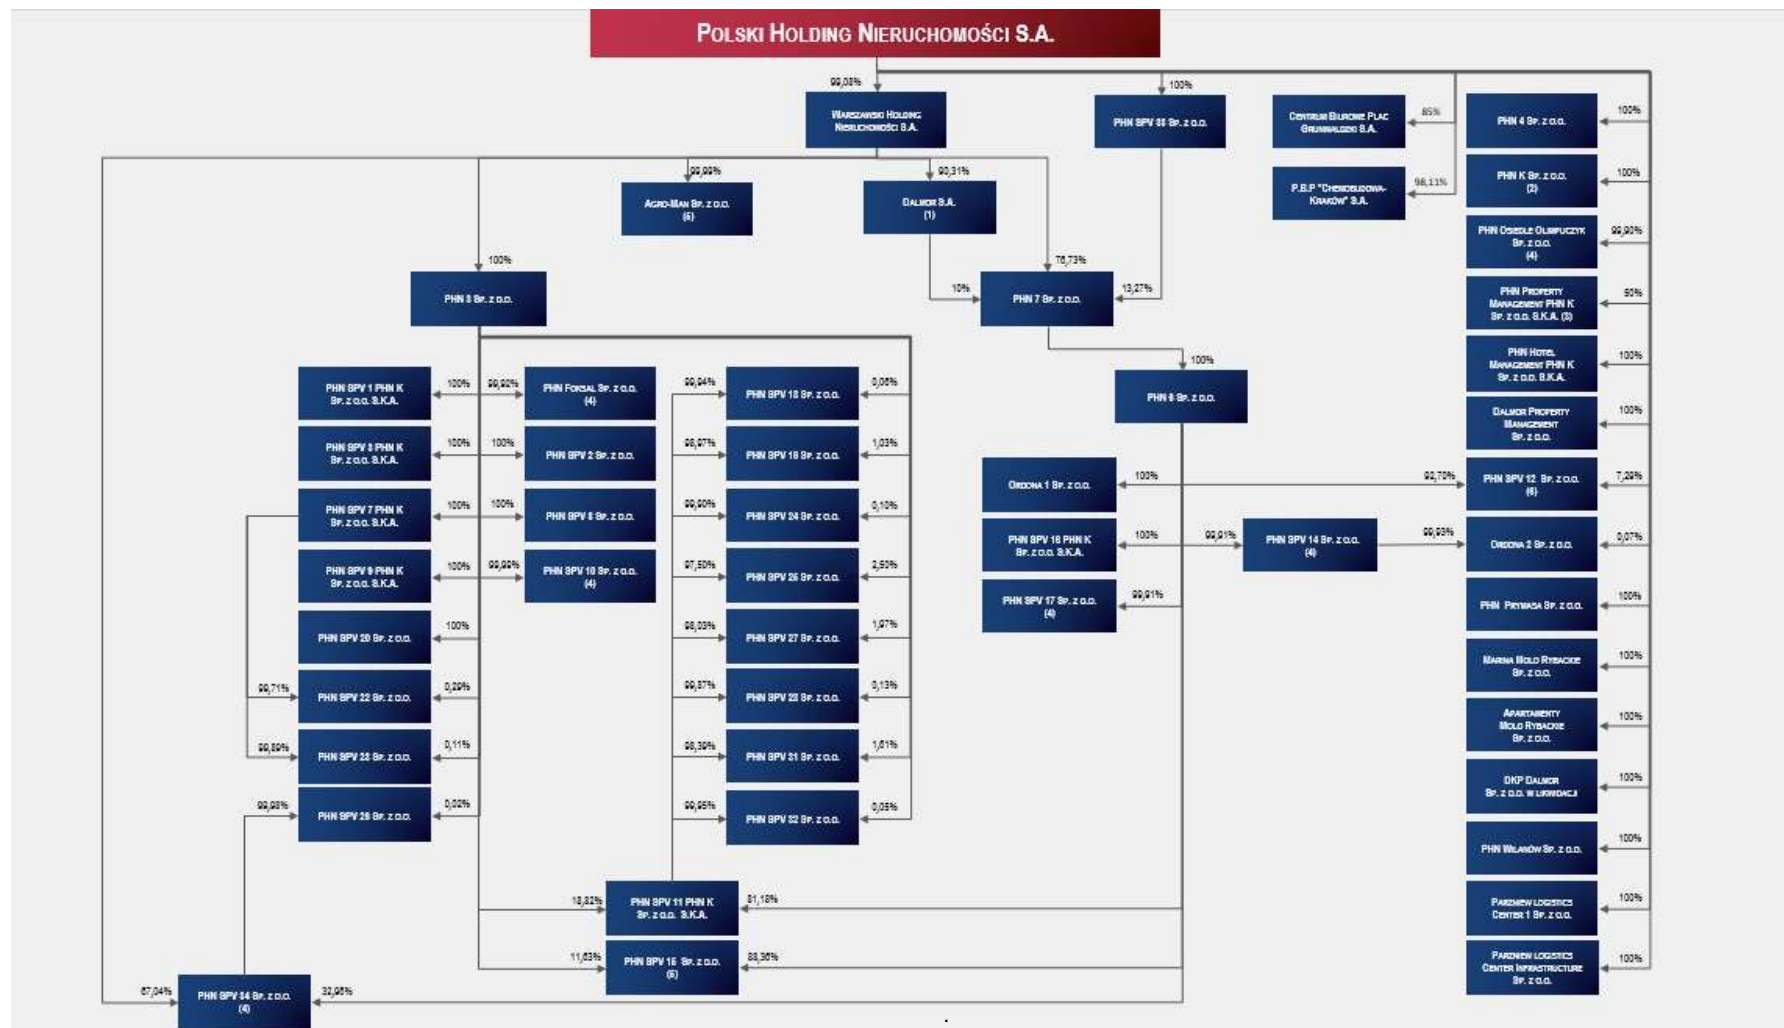 POLSKI HOLDING NIERUCHOMOŚCI S.A.
99,08%
100%
WARSZAWSKI HOLDING
NIERUCHOMOŚCI S.A.
PHN SPV 33 SP. Z O.O.
CENTRUM BIUROWE PLAC
GRUNWALDZKI S.A.
85%
PHN 4 SP. Z O.O.
100%
P.B.P "CHEMOBUDOWA-
KRAKÓW" S.A.
98,11%
PHN K SP. Z O.O.
(2)
100%
99,99%
90,31%
AGRO-MAN SP. Z O.O.
(5)
DALMOR S.A.
(1)
PHN OSIEDLE OLIMPIJCZYK
SP. Z O.O.
(4)
99,90%
100%
76,73%
PHN 3 SP. Z O.O.
10%
PHN 7 SP. Z O.O.
13,27%
PHN PROPERTY
MANAGEMENT PHN K
SP. Z O.O. S.K.A. (3)
50%
100%
PHN 6 SP. Z O.O.
PHN HOTEL
MANAGEMENT PHN K
SP. Z O.O. S.K.A.
100%
DALMOR PROPERTY
MANAGEMENT
SP. Z O.O.
100%
PHN SPV 1 PHN K
SP. Z O.O. S.K.A.
100%
99,92%
PHN FOKSAL SP. Z O.O.
(4)
99,94%
PHN SPV 13 SP. Z O.O.
0,06%
PHN SPV 3 PHN K
SP. Z O.O. S.K.A.
100%
100%
PHN SPV 2 SP. Z O.O.
98,97%
1,03%
PHN SPV 7 PHN K
SP. Z O.O. S.K.A.
100%
100%
PHN SPV 8 SP. Z O.O.
99,90%
PHN SPV 24 SP. Z O.O.
0,10%
PHN SPV 9 PHN K
SP. Z O.O. S.K.A.
100%
99,98%
PHN SPV 10 SP. Z O.O.
(4)
97,50%
2,50%
PHN SPV 20 SP. Z O.O.
100%
98,03%
PHN SPV 27 SP. Z O.O.
1,97%
99,71%
PHN SPV 22 SP. Z O.O.
0,29%
99,87%
0,13%
99,89%
PHN SPV 23 SP. Z O.O.
0,11%
98,39%
PHN SPV 31 SP. Z O.O.
1,61%
99,98%
0,02%
99,95%
PHN SPV 32 SP. Z O.O.
0,05%
ORDONA 1 SP. Z O.O.
100%
92,70%
PHN SPV 12 SP. Z O.O.
(6)
7,29%
PHN SPV 16 PHN K
SP. Z O.O. S.K.A.
100%
99,91%
PHN SPV 14 SP. Z O.O.
(4)
99,93%
ORDONA 2 SP. Z O.O.
0,07%
PHN SPV 17 SP. Z O.O.
(4)
99,91%
PHN PRYMASA SP. Z O.O.
100%
MARINA MOLO RYBACKIE
SP. Z O.O.
100%
APARTAMENTY
MOLO RYBACKIE
SP. Z O.O.
100%
DKP DALMOR
SP. Z O.O. W LIKWIDACJI
100%
PHN WILANÓW SP. Z O.O.
100%
18,82%
PHN SPV 11 PHN K
SP. Z O.O. S.K.A.
81,18%
PARZNIEW LOGISTICS
CENTER 1 SP. Z O.O.
100%
11,63%
PHN SPV 15 SP. Z O.O.
(6)
88,36%
PARZNIEW LOGISTICS
CENTER INFRASTRUCTURE
SP. Z O.O.
100%
67,04%
PHN SPV 34 SP. Z O.O.
(4)